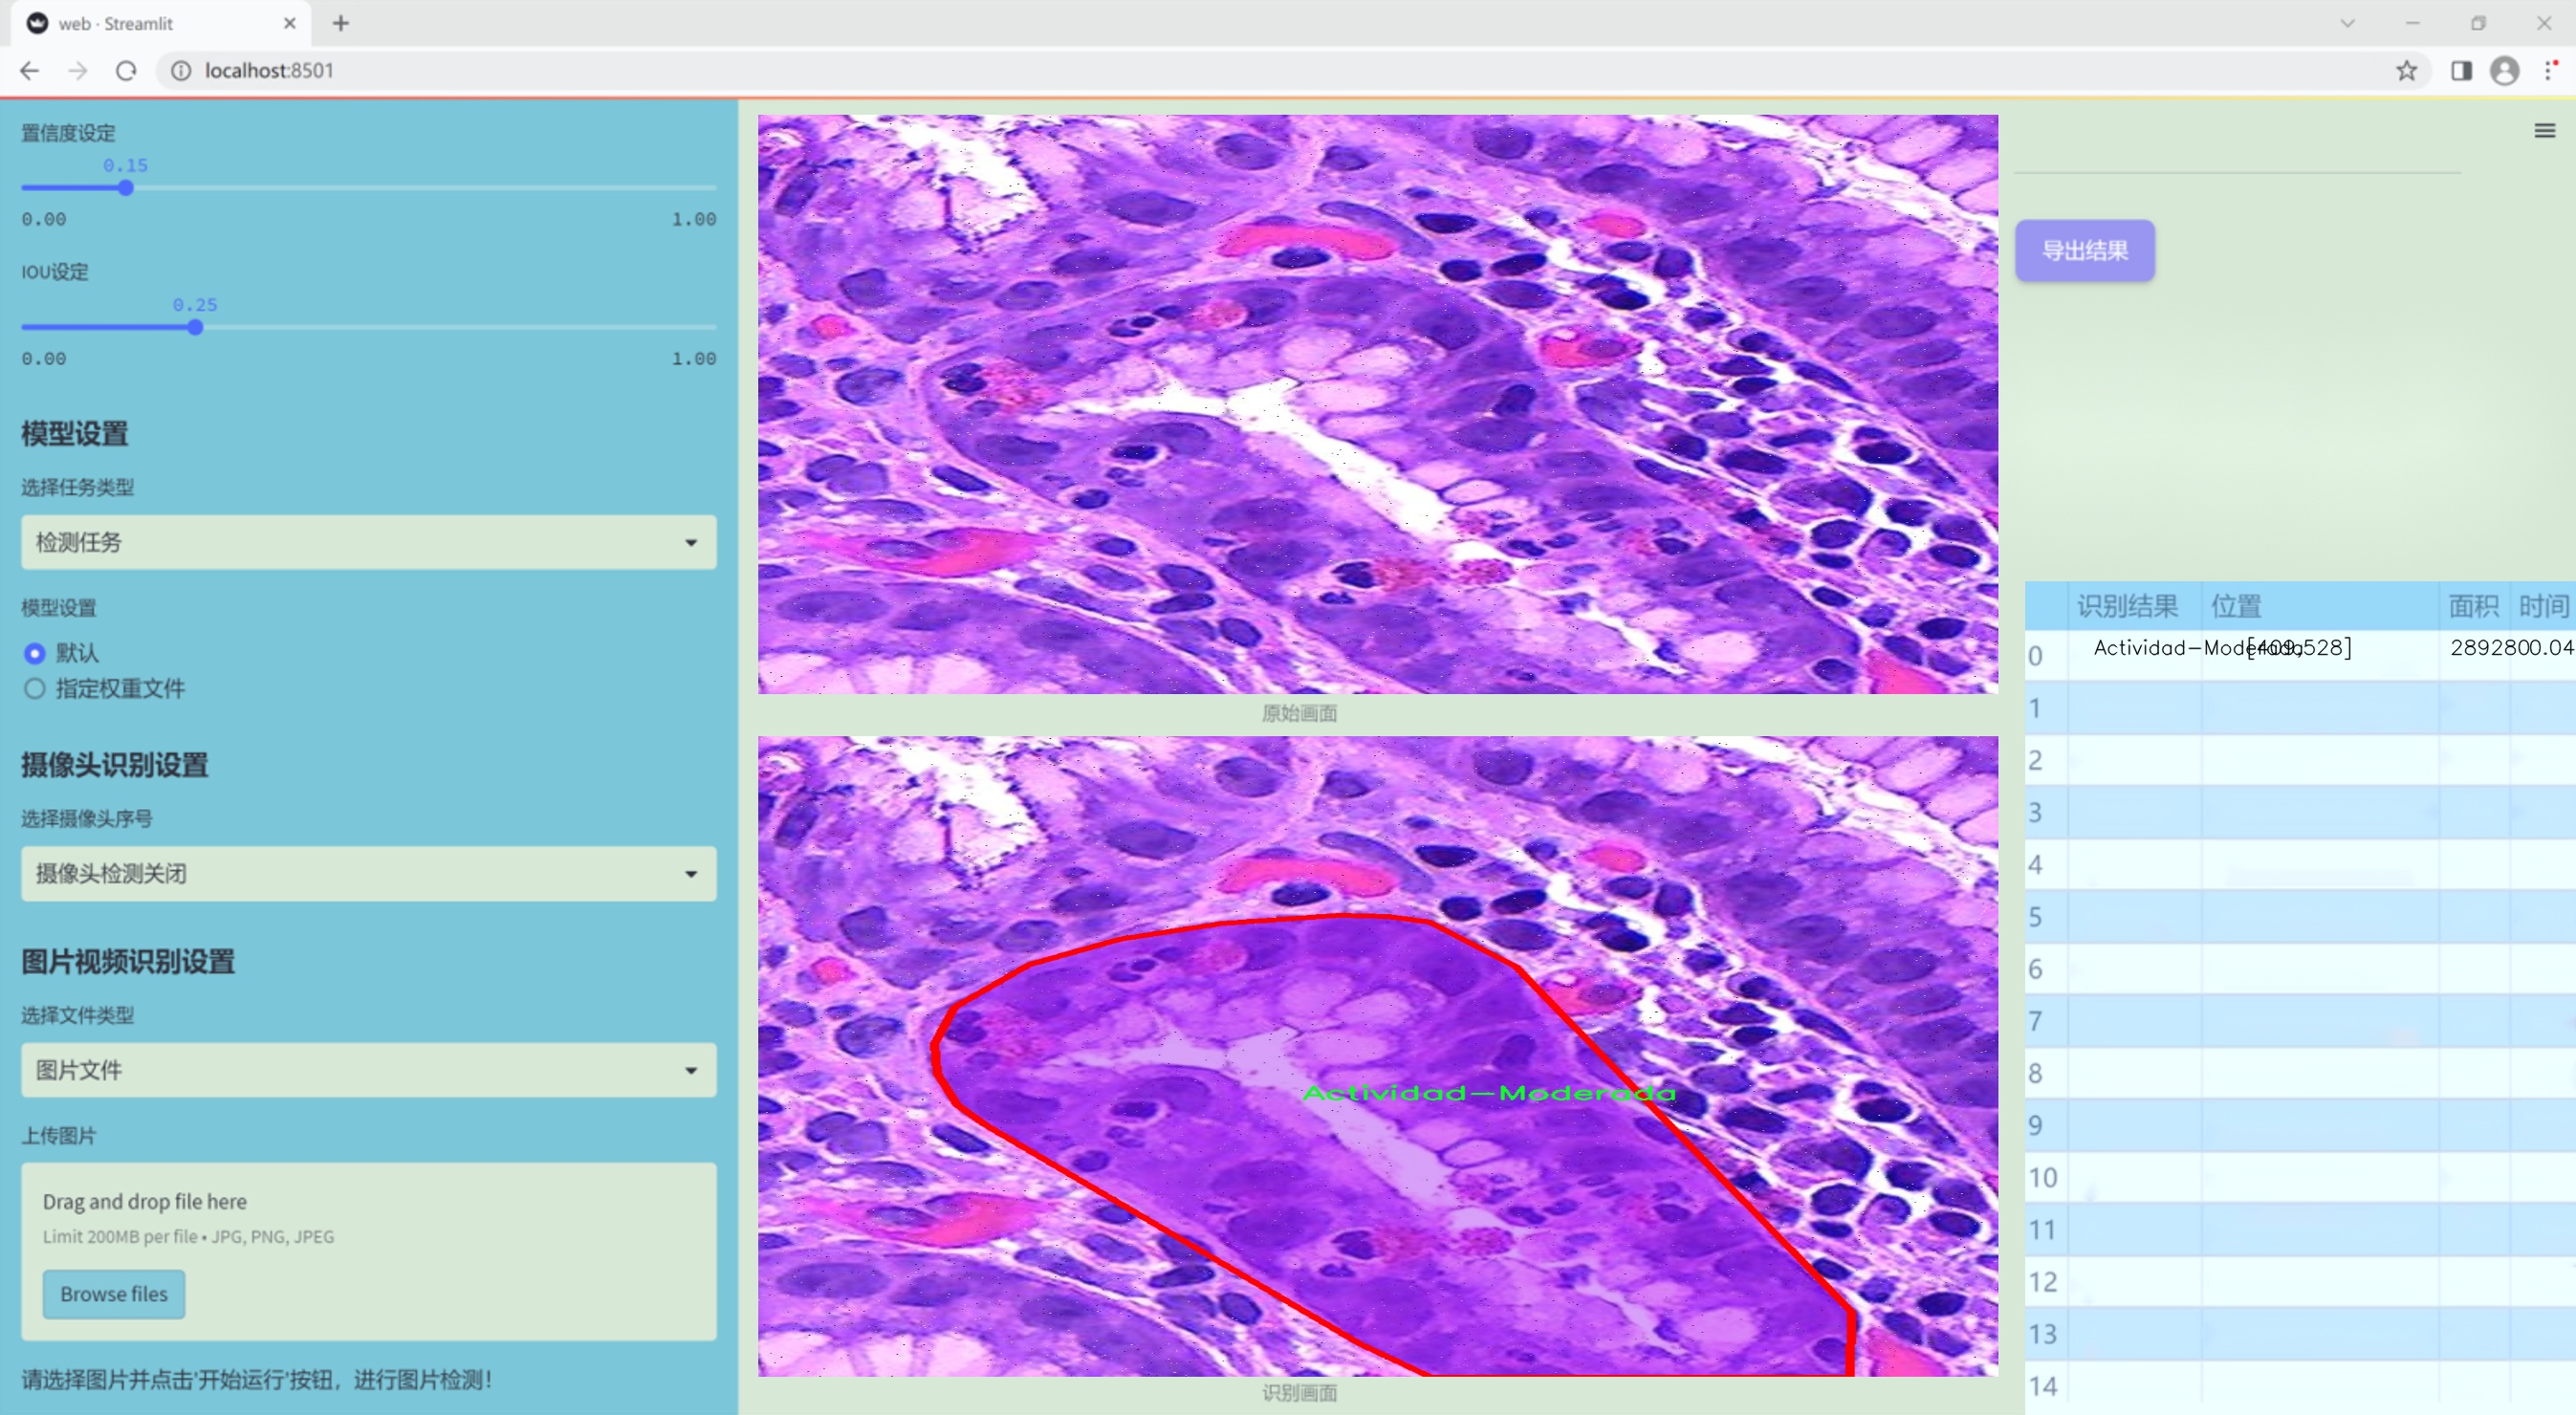 web · Streamlit
localhost:8501
置信度设定
0.15
0.00 1.00
IOU设定
0.25
0.00 1.00
模型设置
选择任务类型
检测任务
模型设置
默认
指定权重文件
摄像头识别设置
选择摄像头序号
摄像头检测关闭
图片视频识别设置
选择文件类型
图片文件
上传图片
Drag and drop file here
Limit 200MB per file • JPG, PNG, JPEG
Browse files
请选择图片并点击'开始运行'按钮，进行图片检测！
原始画面
Actividad-Moderada
识别画面
导出结果
识别结果 位置 面积 时间
0 Actividad-Moderada [409,528] 2892800.04
1
2
3
4
5
6
7
8
9
10
11
12
13
14